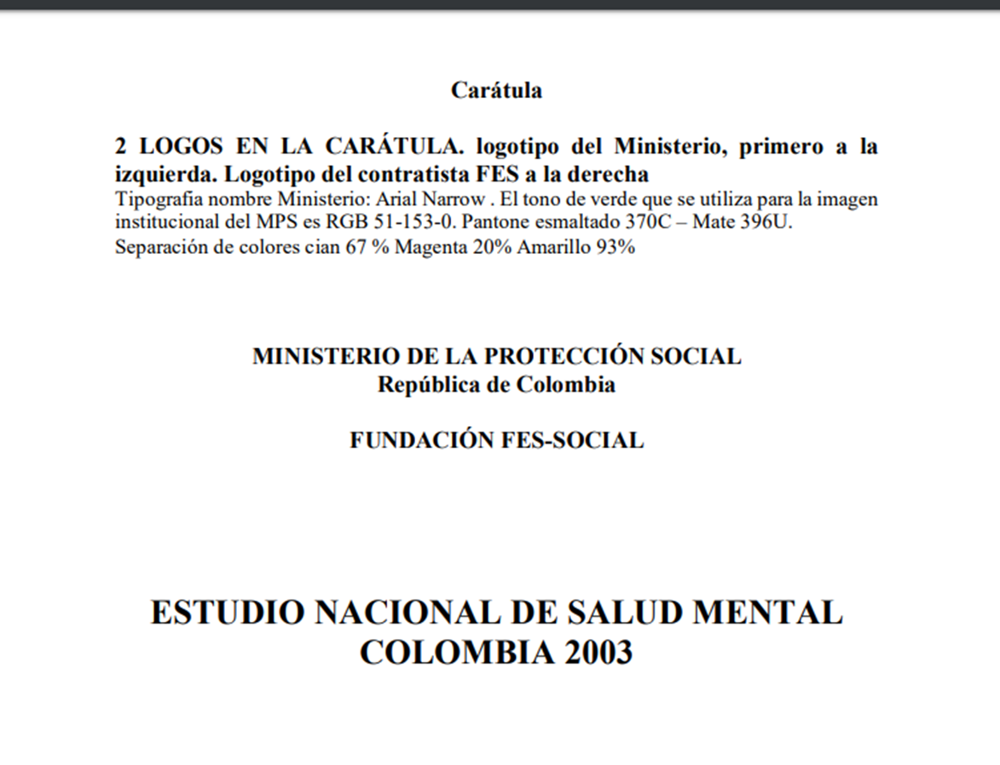 Carátula
2 LOGOS EN LA CARÁTULA. logotipo del Ministerio, primero a la
izquierda. Logotipo del contratista FES a la derecha
Tipografia nombre Ministerio: Arial Narrow . El tono de verde que se utiliza para la imagen
institucional del MPS es RGB 51-153-0. Pantone esmaltado 370C – Mate 396U.
Separación de colores cian 67 % Magenta 20% Amarillo 93%
MINISTERIO DE LA PROTECCIÓN SOCIAL
República de Colombia
FUNDACIÓN FES-SOCIAL
ESTUDIO NACIONAL DE SALUD MENTAL
COLOMBIA 2003